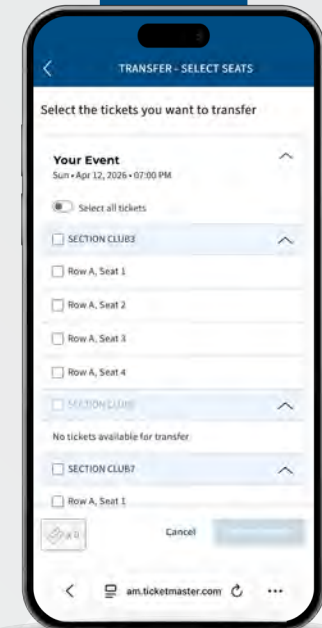 TRANSFER - SELECT SEATS
Select the tickets you want to transfer
Your Event
Sun • Apr 12, 2026 • 07:00 PM
Select all tickets
SECTION CLUB3
Row A, Seat 1
Row A, Seat 2
Row A, Seat 3
Row A, Seat 4
SECTION
No tickets available for transfer
SECTION CLUB7
Row A, Seat 1
x 0
Cancel
am.ticketmaster.com